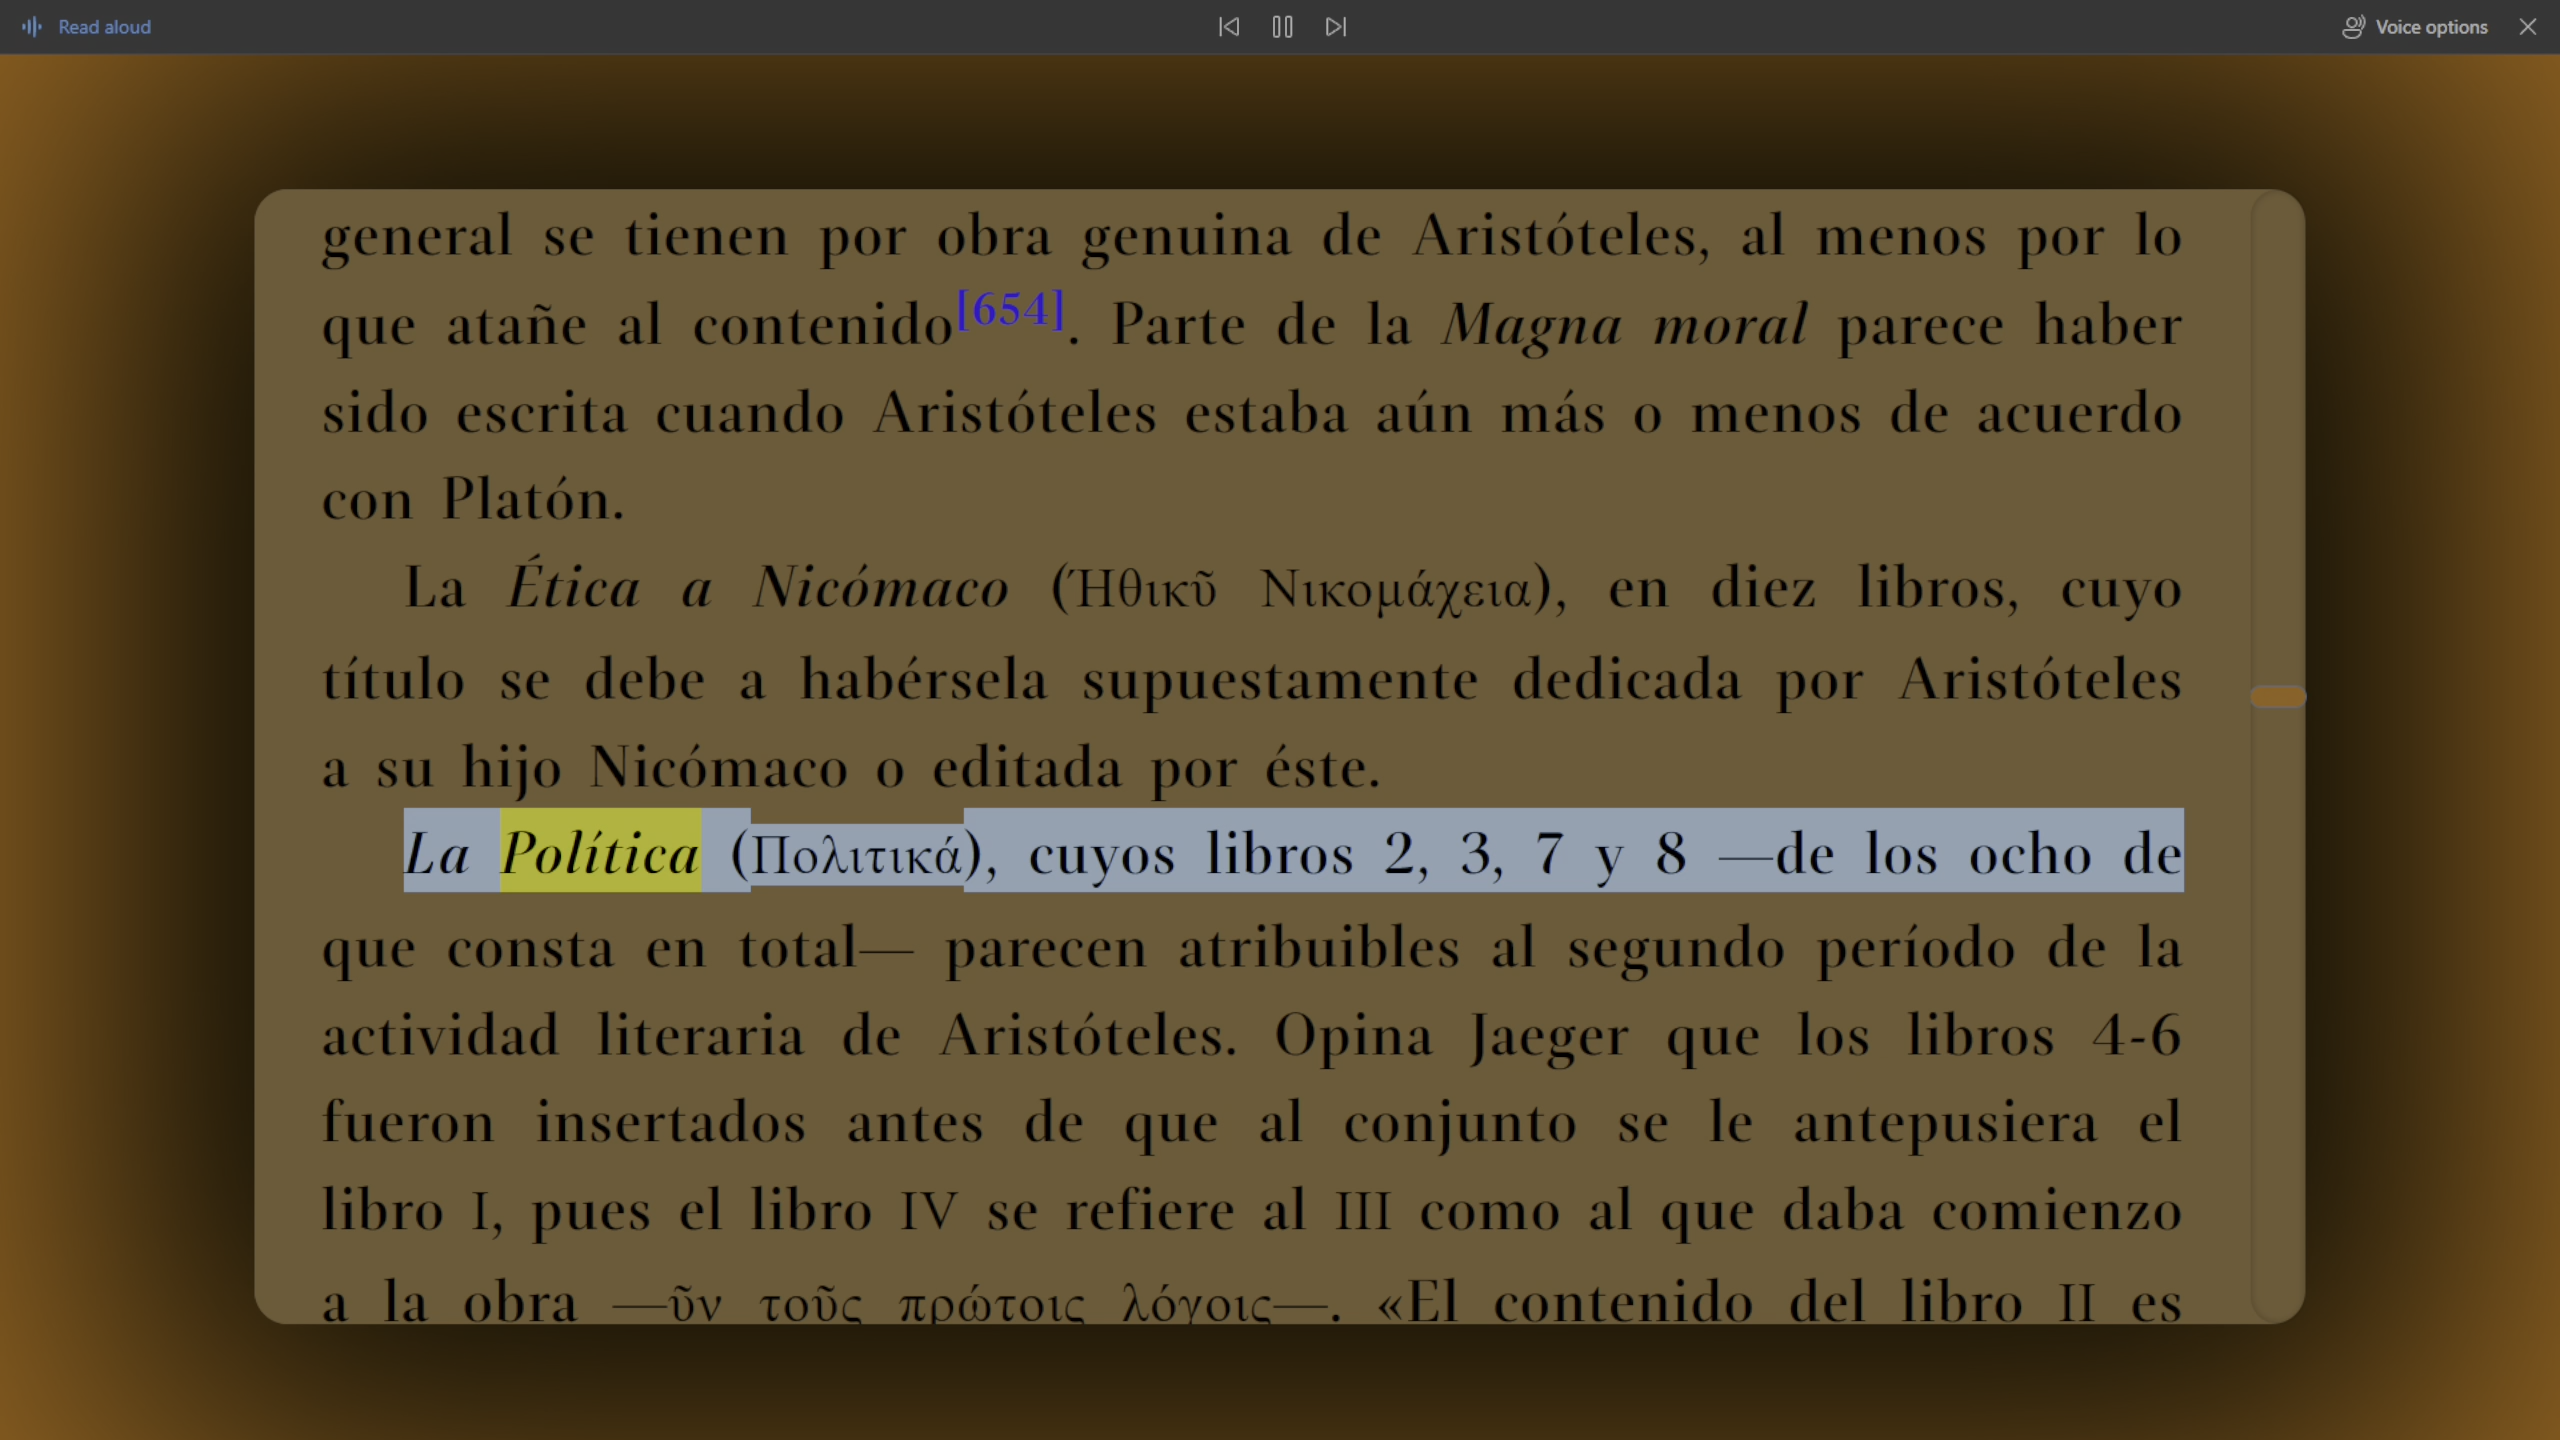 Read aloud
Voice options
general se tienen por obra genuina de Aristóteles, al menos por lo
que atañe al contenido[654]. Parte de la Magna moral parece haber
sido escrita cuando Aristóteles estaba aún más o menos de acuerdo
con Platón.
La Ética a Nicómaco (Ἠθικῦ Νικομάχεια), en diez libros, cuyo
título se debe a habérsela supuestamente dedicada por Aristóteles
a su hijo Nicómaco o editada por éste.
La Política (Πολιτικά), cuyos libros 2, 3, 7 y 8 —de los ocho de
que consta en total— parecen atribuibles al segundo período de la
actividad literaria de Aristóteles. Opina Jaeger que los libros 4-6
fueron insertados antes de que al conjunto se le antepusiera el
libro I, pues el libro IV se refiere al III como al que daba comienzo
a la obra —ῦν τοῦς πρώτοις λόγοις—. «El contenido del libro II es